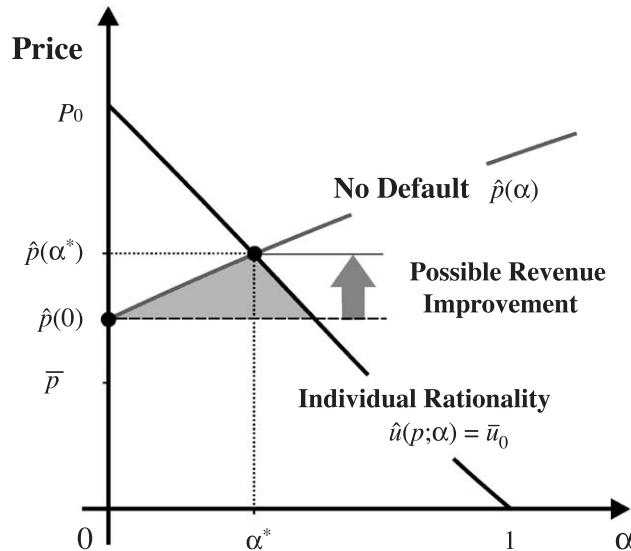 Price
P₀
No Default p̂(α)
p̂(α*)
Possible Revenue
Improvement
p̂(0)
p̅
Individual Rationality
û(p;α) = ū₀
0
α*
1
α